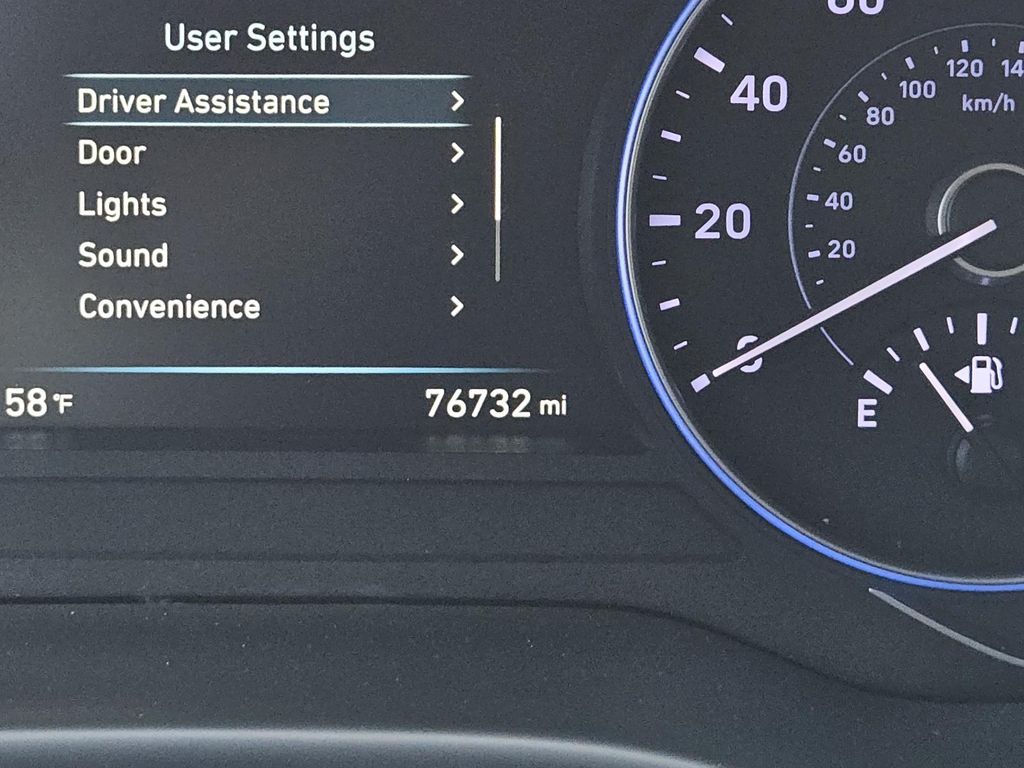 User Settings
Driver Assistance
Door
Lights
Sound
Convenience
58°F
76732 mi
40
20
0
120
100
80
60
40
20
km/h
E